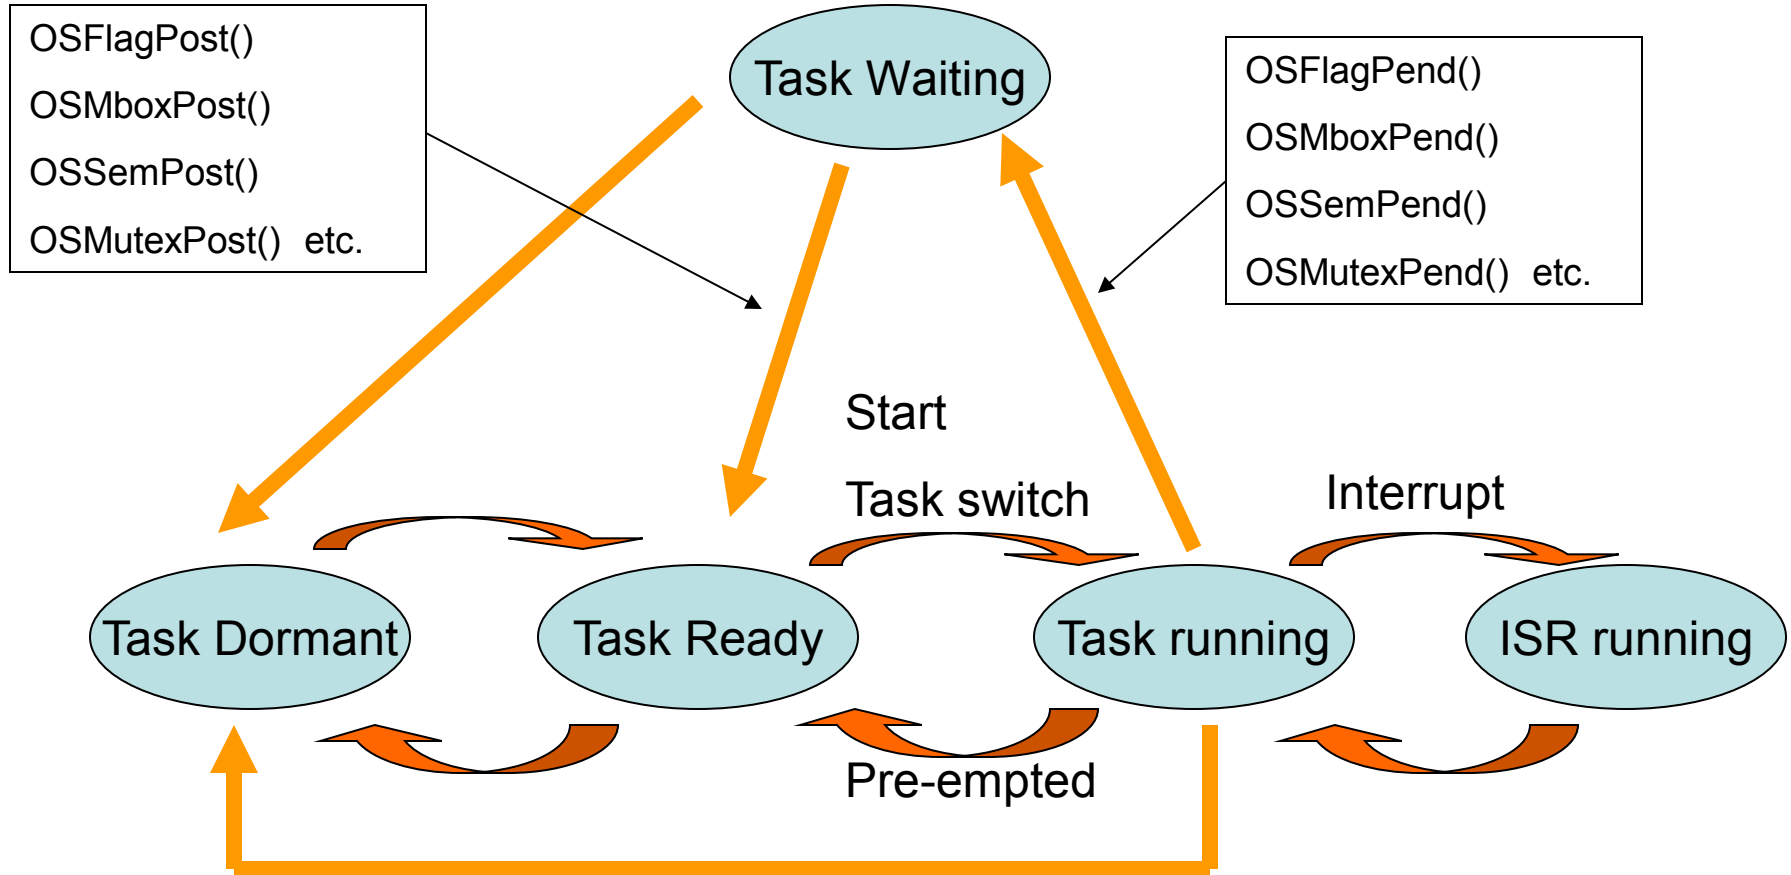 OSFlagPost()
OSMboxPost()
OSSemPost()
OSMutexPost() etc.
Task Waiting
OSFlagPend()
OSMboxPend()
OSSemPend()
OSMutexPend() etc.
Start
Task switch
Interrupt
Task Dormant
Task Ready
Task running
ISR running
Pre-empted